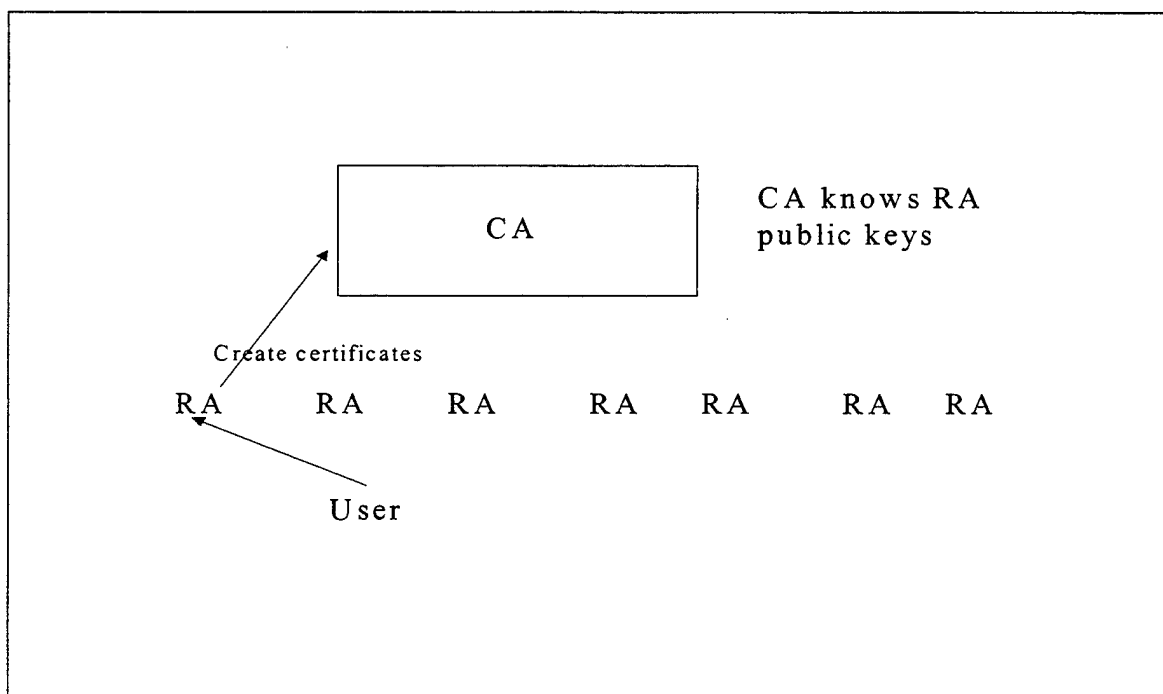 CA
CA knows RA
public keys
Create certificates
RA RA RA RA RA RA RA
User